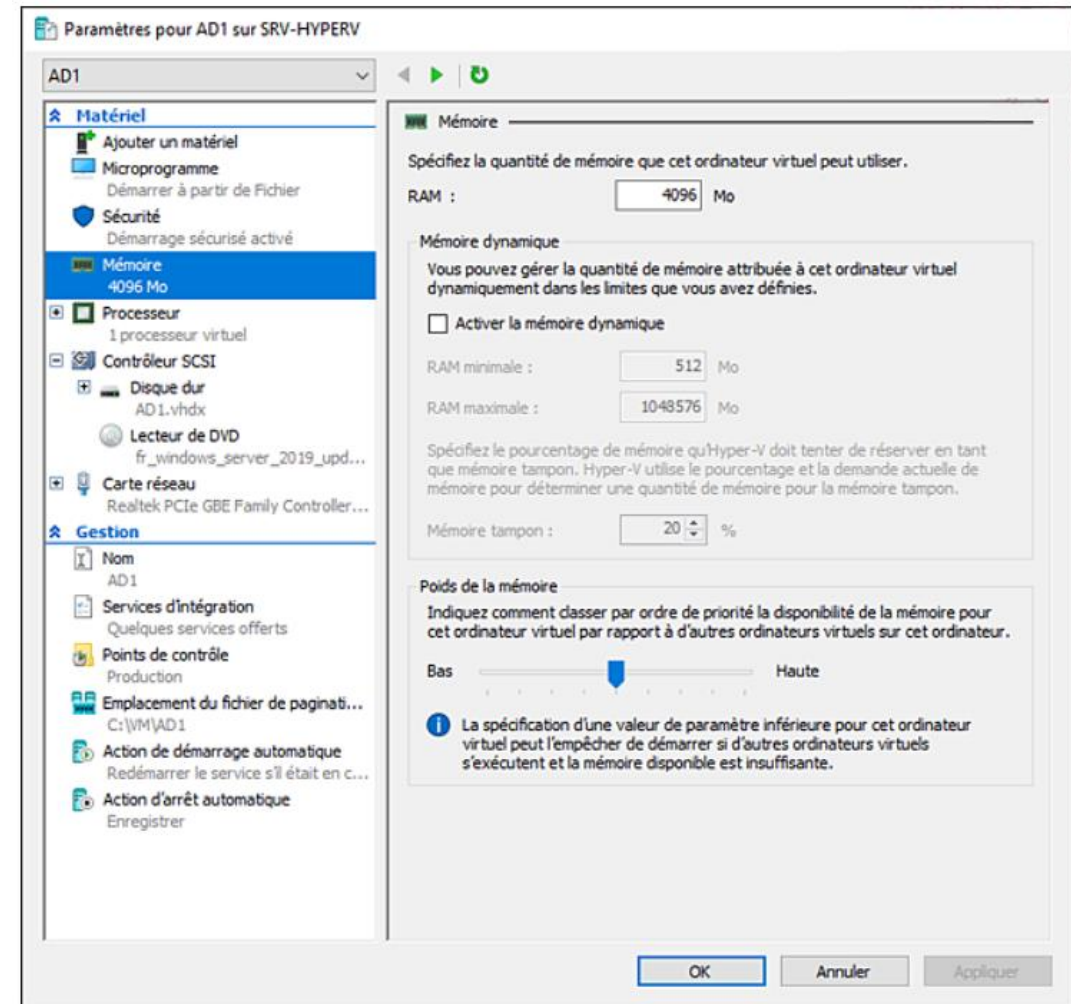 Paramètres pour AD1 sur SRV-HYPERV
AD1
Matériel
Ajouter un matériel
Microprogramme
Démarrer à partir de Fichier
Sécurité
Démarrage sécurisé activé
Mémoire
4096 Mo
Processeur
1 processeur virtuel
Contrôleur SCSI
Disque dur
AD1.vhdx
Lecteur de DVD
fr_windows_server_2019_upd...
Carte réseau
Realtek PCIe GBE Family Controller...
Gestion
Nom
AD1
Services d'intégration
Quelques services offerts
Points de contrôle
Production
Emplacement du fichier de paginati...
C:\VM\AD1
Action de démarrage automatique
Redémarrer le service s'il était en c...
Action d'arrêt automatique
Enregistrer
Mémoire
Spécifiez la quantité de mémoire que cet ordinateur virtuel peut utiliser.
RAM : 4096 Mo
Mémoire dynamique
Vous pouvez gérer la quantité de mémoire attribuée à cet ordinateur virtuel
dynamiquement dans les limites que vous avez définies.
Activer la mémoire dynamique
RAM minimale : 512 Mo
RAM maximale : 1048576 Mo
Spécifiez le pourcentage de mémoire qu'Hyper-V doit tenter de réserver en tant
que mémoire tampon. Hyper-V utilise le pourcentage et la demande actuelle de
mémoire pour déterminer une quantité de mémoire pour la mémoire tampon.
Mémoire tampon : 20 %
Poids de la mémoire
Indiquez comment classer par ordre de priorité la disponibilité de la mémoire pour
cet ordinateur virtuel par rapport à d'autres ordinateurs virtuels sur cet ordinateur.
Bas Haute
La spécification d'une valeur de paramètre inférieure pour cet ordinateur
virtuel peut l'empêcher de démarrer si d'autres ordinateurs virtuels
s'exécutent et la mémoire disponible est insuffisante.
OK Annuler Appliquer